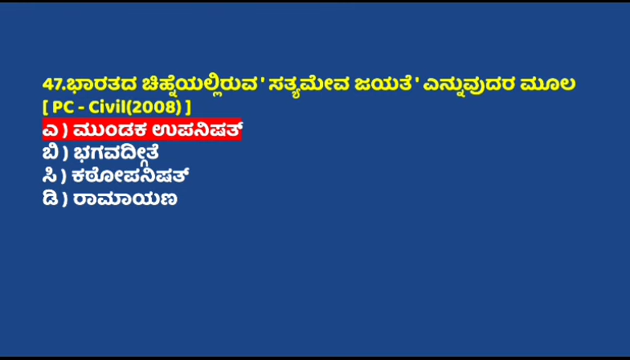 47.ಭಾರತದ ಚಿಹ್ನೆಯಲ್ಲಿರುವ ' ಸತ್ಯಮೇವ ಜಯತೆ ' ಎನ್ನುವುದರ ಮೂಲ
[ PC - Civil(2008) ]
ಎ ) ಮುಂಡಕ ಉಪನಿಷತ್
ಬಿ ) ಭಗವದ್ಗೀತೆ
ಸಿ ) ಕಠೋಪನಿಷತ್
ಡಿ ) ರಾಮಾಯಣ